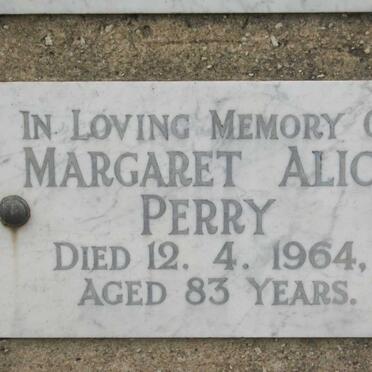 IN LOVING MEMORY
MARGARET ALIC
PERRY
DIED 12. 4. 1964,
AGED 83 YEARS.